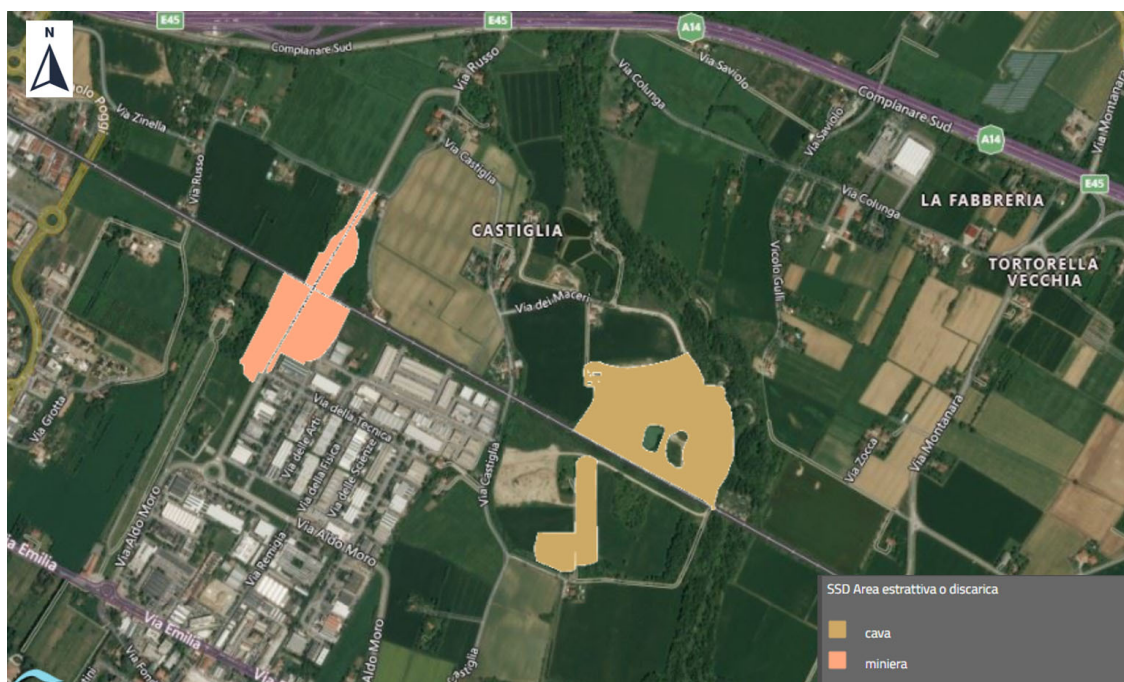 E45
E45
A14
N
Complanare Sud
Via Russo
Via Saviolo
Via Colunga
Complanare Sud
Via Montanara
olo Poggi
Via Zinella
Via Saviolo
A14
Via Castiglia
Via Russo
E45
Via Colunga
LA FABBRERIA
CASTIGLIA
TORTORELLA
VECCHIA
Vicolo Gulli
Via dei Maceri
Via Grotta
Via della Tecnica
Via delle Arti
Via della Fisica
Via delle Scienze
Via Castiglia
Via Zocca
Via Montanara
Via Aldo Moro
Via Aldo Moro
Via Remigia
Via Emilia
Via Emilia
Aldo Moro
SSD Area estrattiva o discarica
cava
miniera